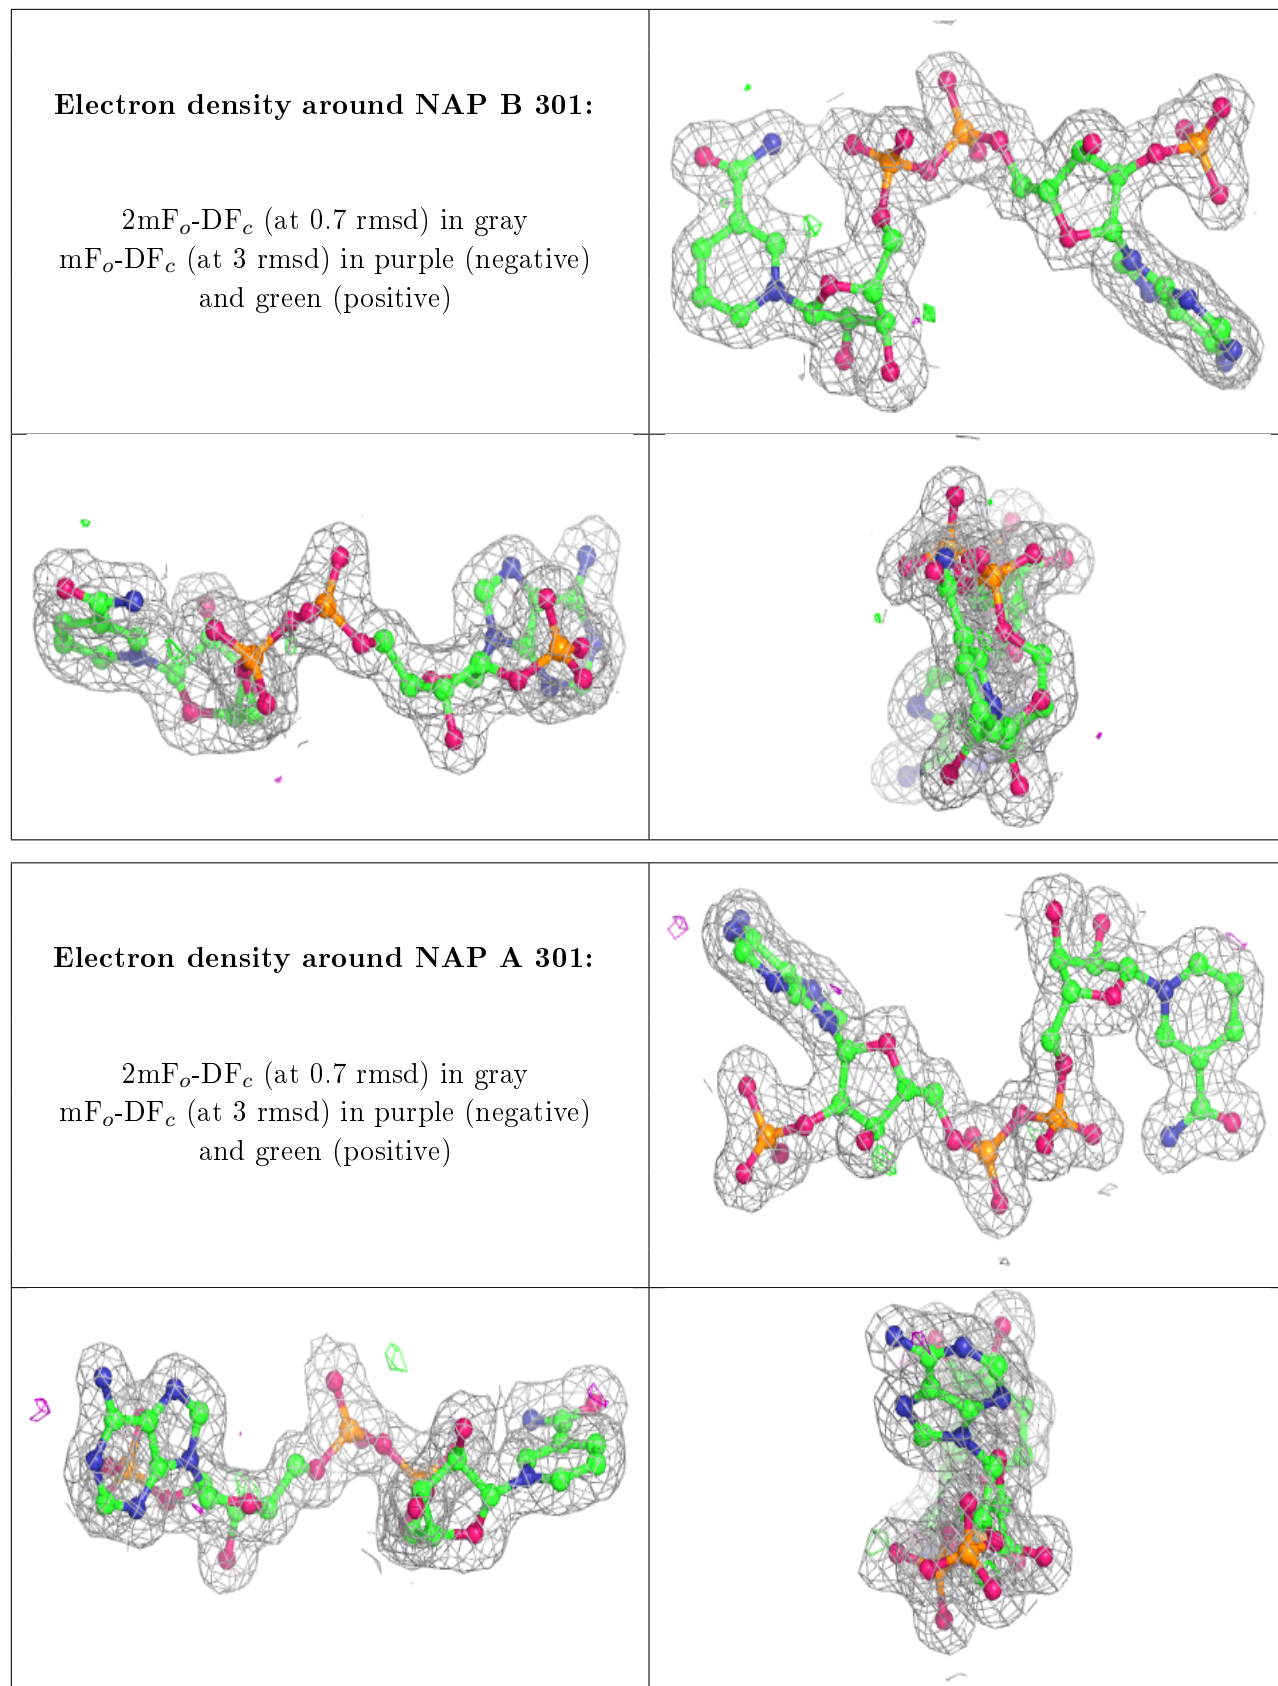 Electron density around NAP B 301:
2mFo-DFc (at 0.7 rmsd) in gray
mFo-DFc (at 3 rmsd) in purple (negative)
and green (positive)
Electron density around NAP A 301:
2mFo-DFc (at 0.7 rmsd) in gray
mFo-DFc (at 3 rmsd) in purple (negative)
and green (positive)